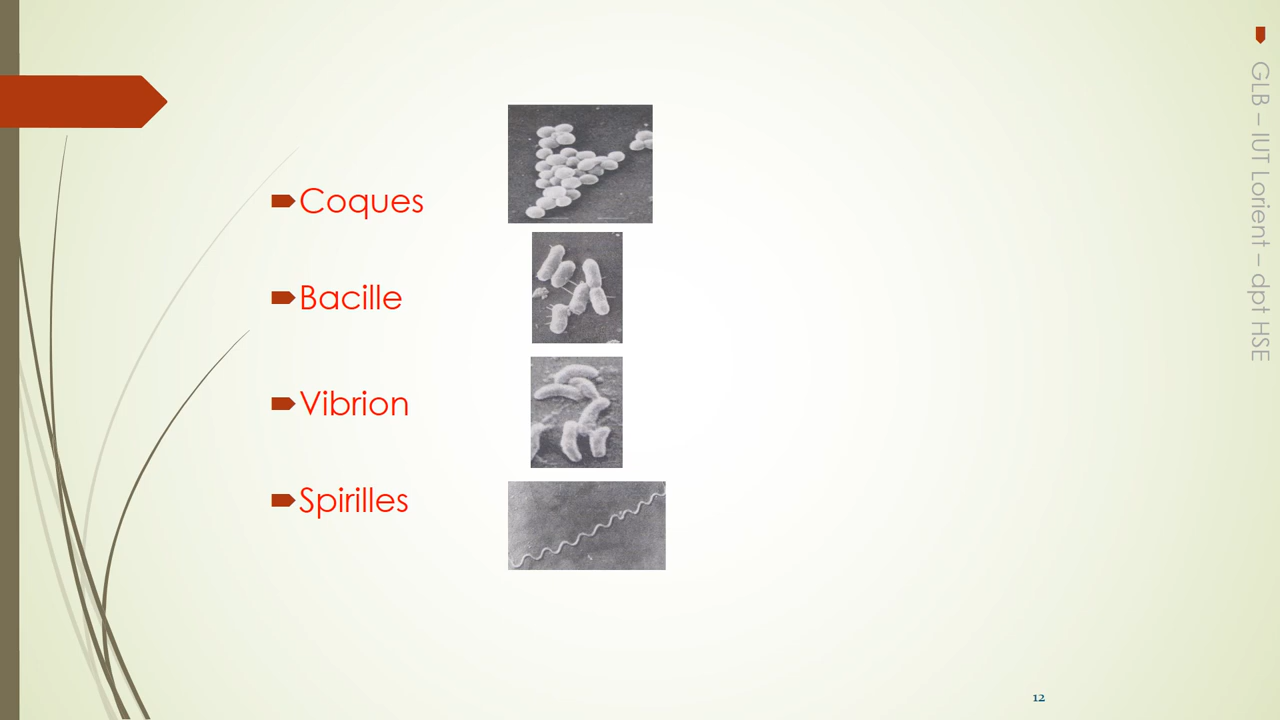 Coques
Bacille
Vibrion
Spirilles
GLB – IUT Lorient – dpt HSE
12